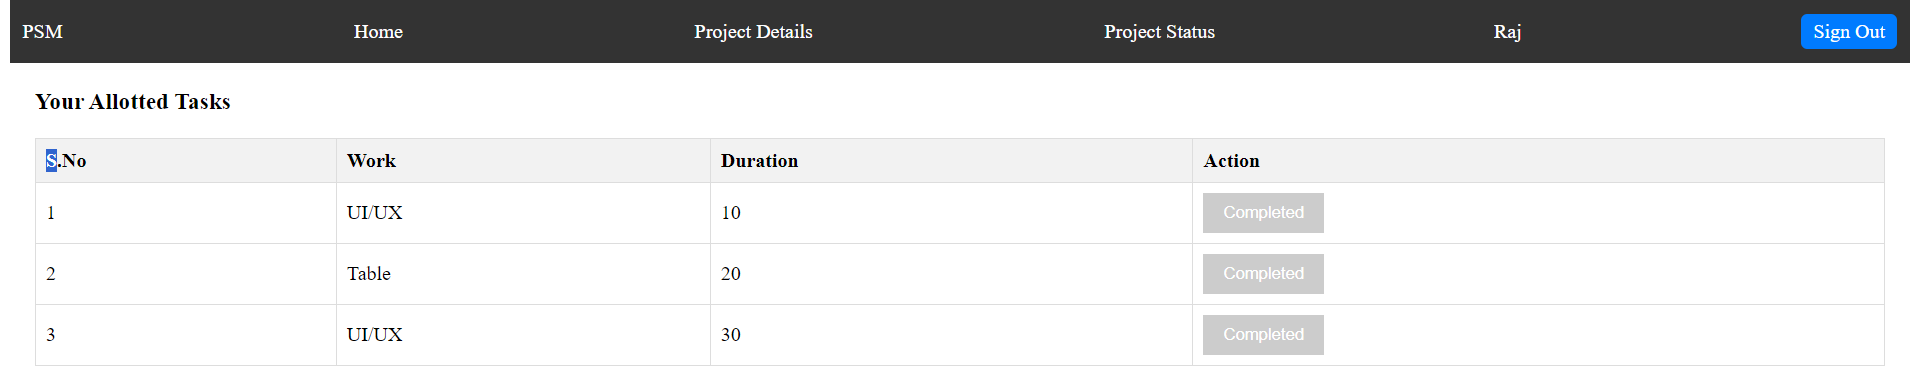 PSM Home Project Details Project Status Raj Sign Out
Your Allotted Tasks
S.No Work Duration Action
1 UI/UX 10 Completed
2 Table 20 Completed
3 UI/UX 30 Completed